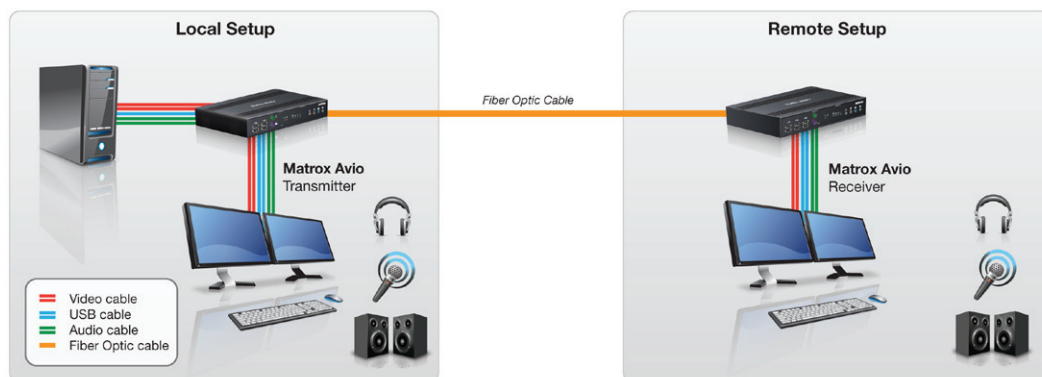 Local Setup
Remote Setup
Fiber Optic Cable
Matrox Avio
Transmitter
Matrox Avio
Receiver
Video cable
USB cable
Audio cable
Fiber Optic cable